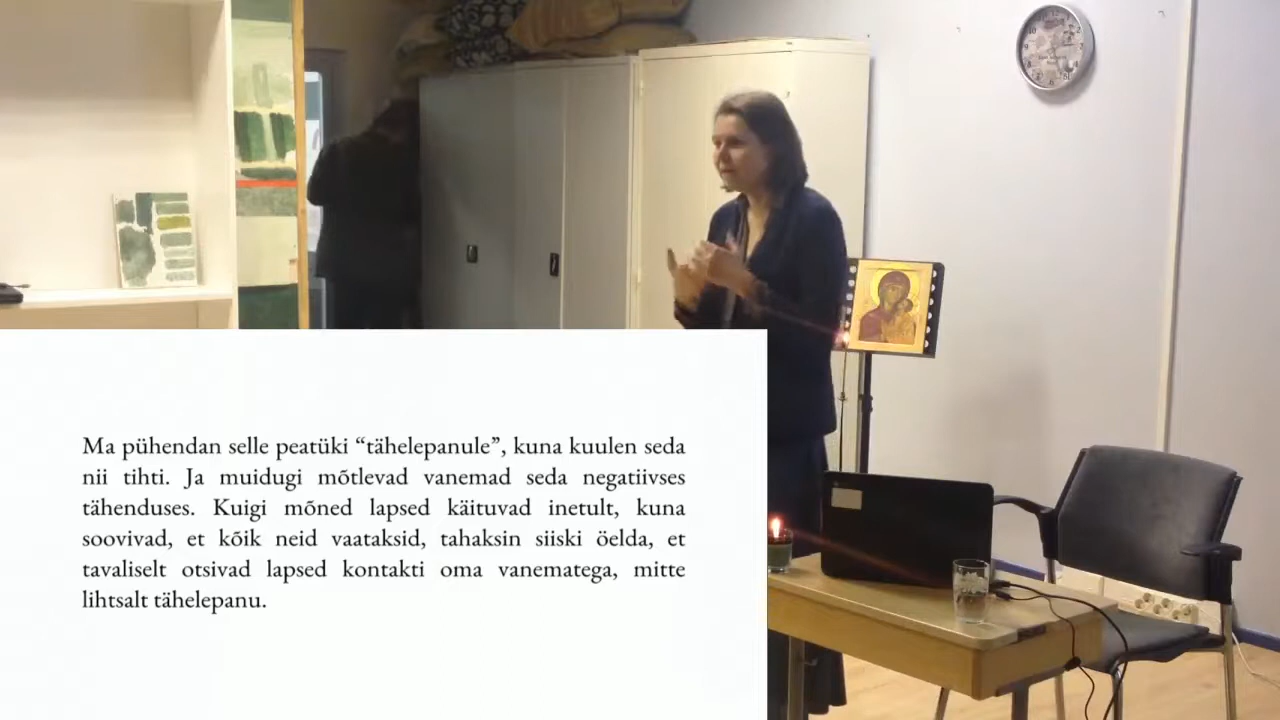 Ma pühendan selle peatüki “tähelepanule”, kuna kuulen seda
nii tihti. Ja muidugi mõtlevad vanemad seda negatiivses
tähenduses. Kuigi mõned lapsed käituvad inetult, kuna
soovivad, et kõik neid vaataksid, tahaksin siiski öelda, et
tavaliselt otsivad lapsed kontakti oma vanematega, mitte
lihtsalt tähelepanu.